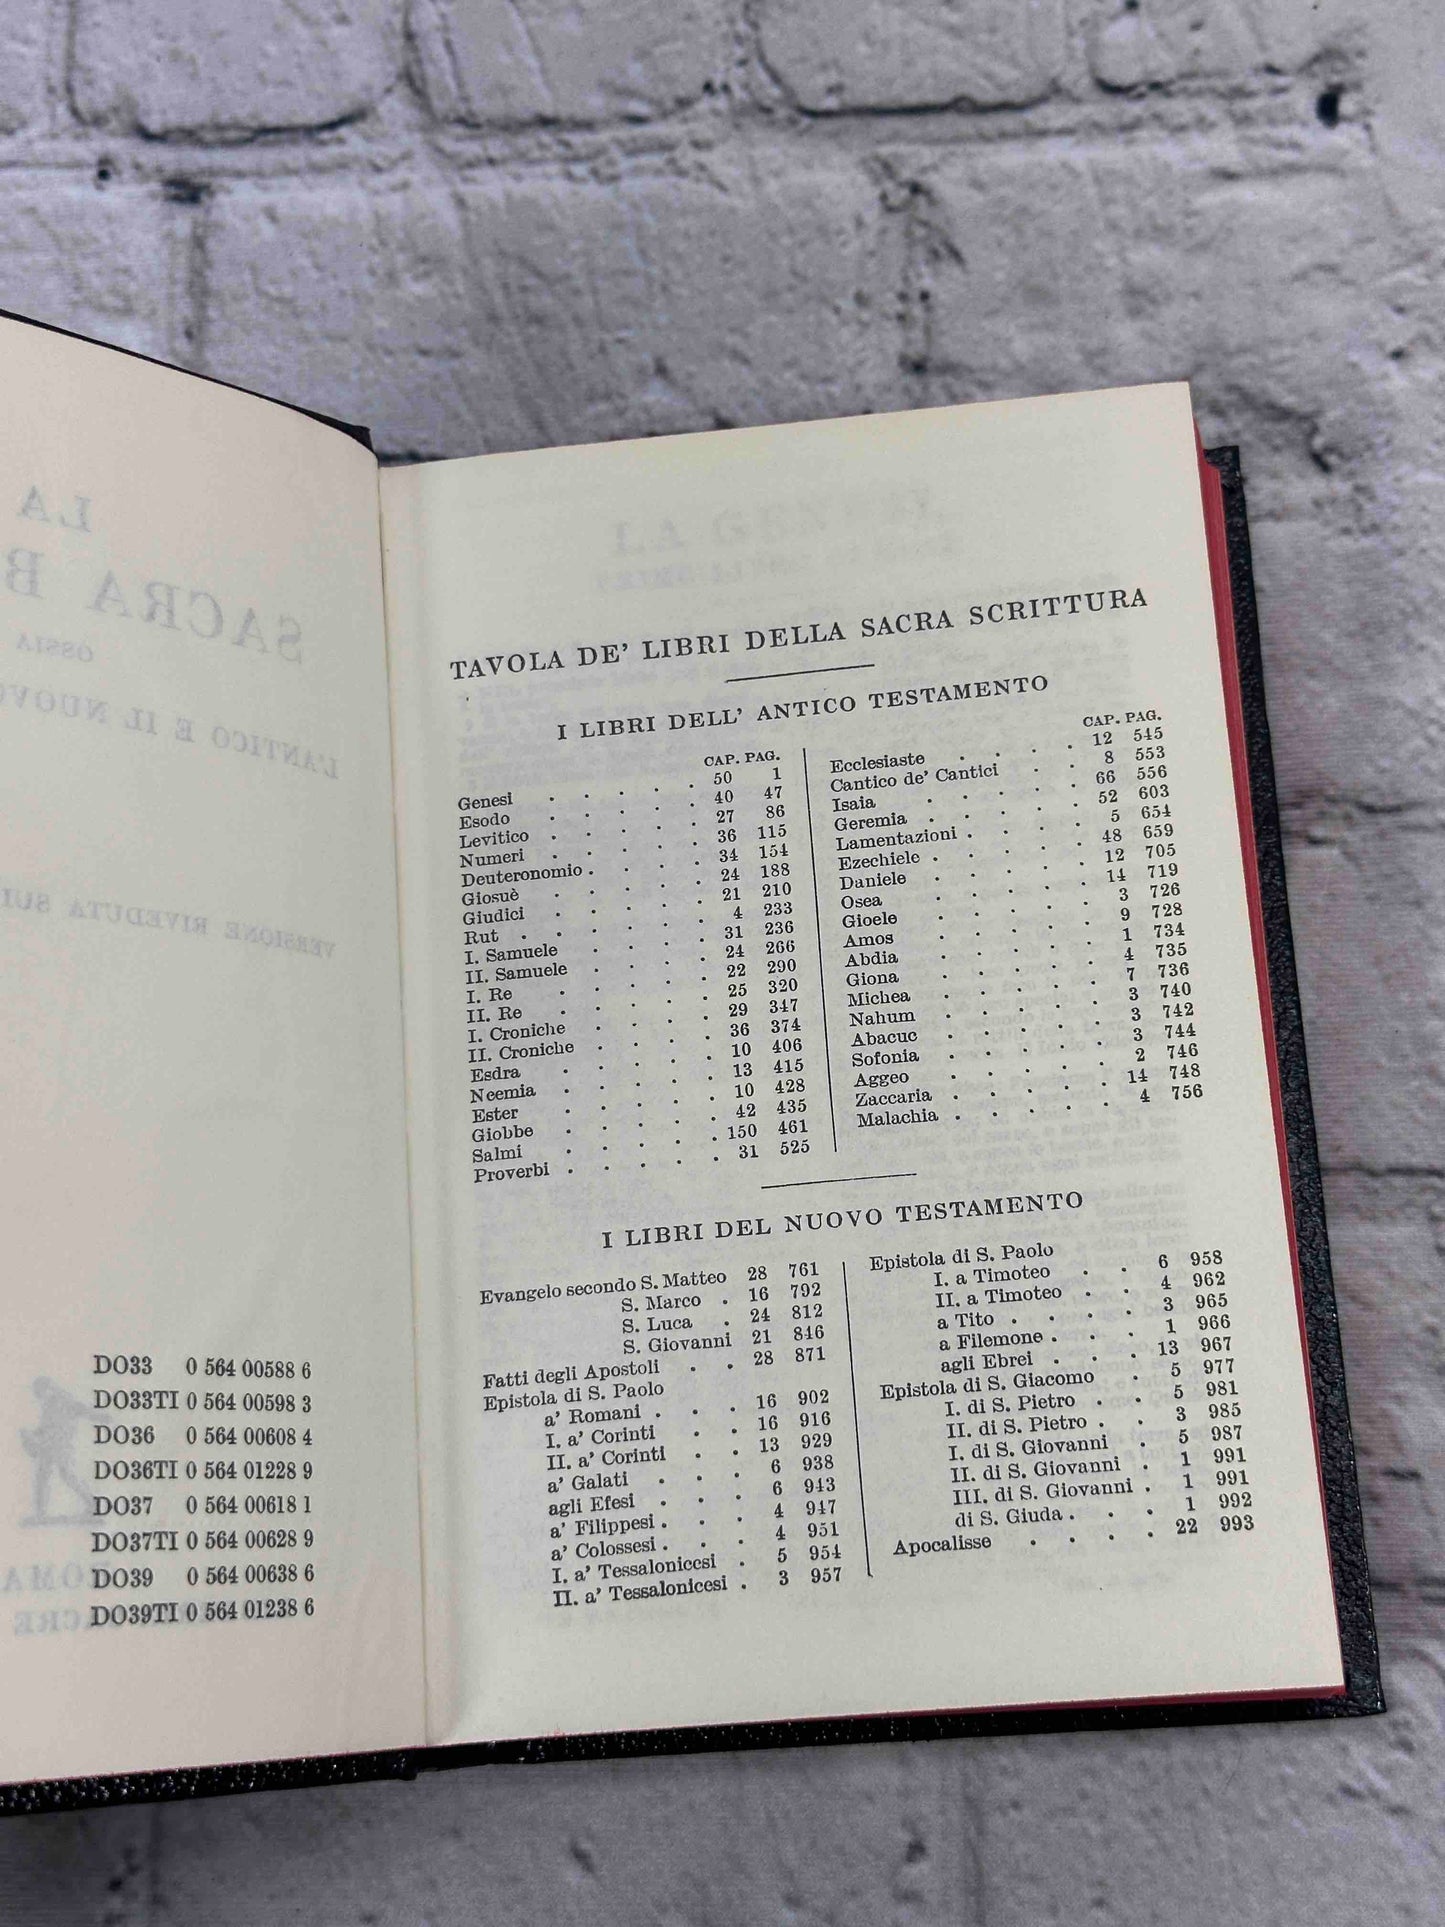 DO33 0 564 00588 6
DO33TI 0 564 00598 3
DO36 0 564 00608 4
DO36TI 0 564 01228 9
DO37 0 564 00618 1
DO37TI 0 564 00628 9
DO39 0 564 00638 6
DO39TI 0 564 01238 6
TAVOLA DE' LIBRI DELLA SACRA SCRITTURA
I LIBRI DELL' ANTICO TESTAMENTO
CAP. PAG.
Genesi . . . . . 50 1
Esodo . . . . . 40 47
Levitico . . . . . 27 86
Numeri . . . . . 36 115
Deuteronomio . . . . 34 154
Giosuè . . . . . 24 188
Giudici . . . . . 21 210
Rut . . . . . . 4 233
I. Samuele . . . . 31 236
II. Samuele . . . . 24 266
I. Re . . . . . 22 290
II. Re . . . . . 25 320
I. Croniche . . . . 29 347
II. Croniche . . . . 36 374
Esdra . . . . . 10 406
Neemia . . . . . 13 415
Ester . . . . . 10 428
Giobbe . . . . . 42 435
Salmi . . . . . 150 461
Proverbi . . . . . 31 525
CAP. PAG.
Ecclesiaste . . . . 12 545
Cantico de' Cantici . . 8 553
Isaia . . . . . 66 556
Geremia . . . . . 52 603
Lamentazioni . . . . 5 654
Ezechiele . . . . . 48 659
Daniele . . . . . 12 705
Osea . . . . . 14 719
Gioele . . . . . 3 726
Amos . . . . . 9 728
Abdia . . . . . 1 734
Giona . . . . . 4 735
Michea . . . . . 7 736
Nahum . . . . . 3 740
Abacuc . . . . . 3 742
Sofonia . . . . . 3 744
Aggeo . . . . . 2 746
Zaccaria . . . . . 14 748
Malachia . . . . . 4 756
I LIBRI DEL NUOVO TESTAMENTO
Evangelo secondo S. Matteo 28 761
S. Marco . 16 792
S. Luca . 24 812
S. Giovanni 21 846
Fatti degli Apostoli . . 28 871
Epistola di S. Paolo
a' Romani . . . 16 902
I. a' Corinti . . 16 916
II. a' Corinti . . 13 929
a' Galati . . . 6 938
agli Efesi . . . 6 943
a' Filippesi . . . 4 947
a' Colossesi . . . 4 951
I. a' Tessalonicesi . 5 954
II. a' Tessalonicesi . 3 957
Epistola di S. Paolo
I. a Timoteo . . 6 958
II. a Timoteo . . 4 962
a Tito . . . . 3 965
a Filemone . . . 1 966
agli Ebrei . . . 13 967
Epistola di S. Giacomo . 5 977
I. di S. Pietro . . 5 981
II. di S. Pietro . . 3 985
I. di S. Giovanni . 5 987
II. di S. Giovanni . 1 991
III. di S. Giovanni . 1 991
di S. Giuda . . . 1 992
Apocalisse . . . . 22 993